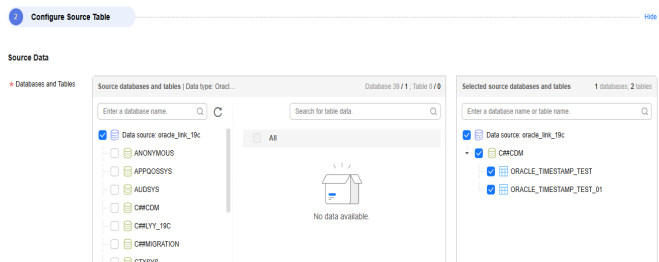 2 Configure Source Table Hide
Source Data
* Databases and Tables
Source databases and tables | Data type: Oracl... Database 39 / 1 ; Table 0 / 0
Selected source databases and tables 1 databases; 2 tables
Enter a database name.
Search for table data.
Enter a database name or table name.
Data source: oracle_link_19c
ANONYMOUS
APPQOSSYS
AUDSYS
C##CDM
C##LYY_19C
C##MIGRATION
CTXSYS
All
No data available.
Data source: oracle_link_19c
C##CDM
ORACLE_TIMESTAMP_TEST
ORACLE_TIMESTAMP_TEST_01